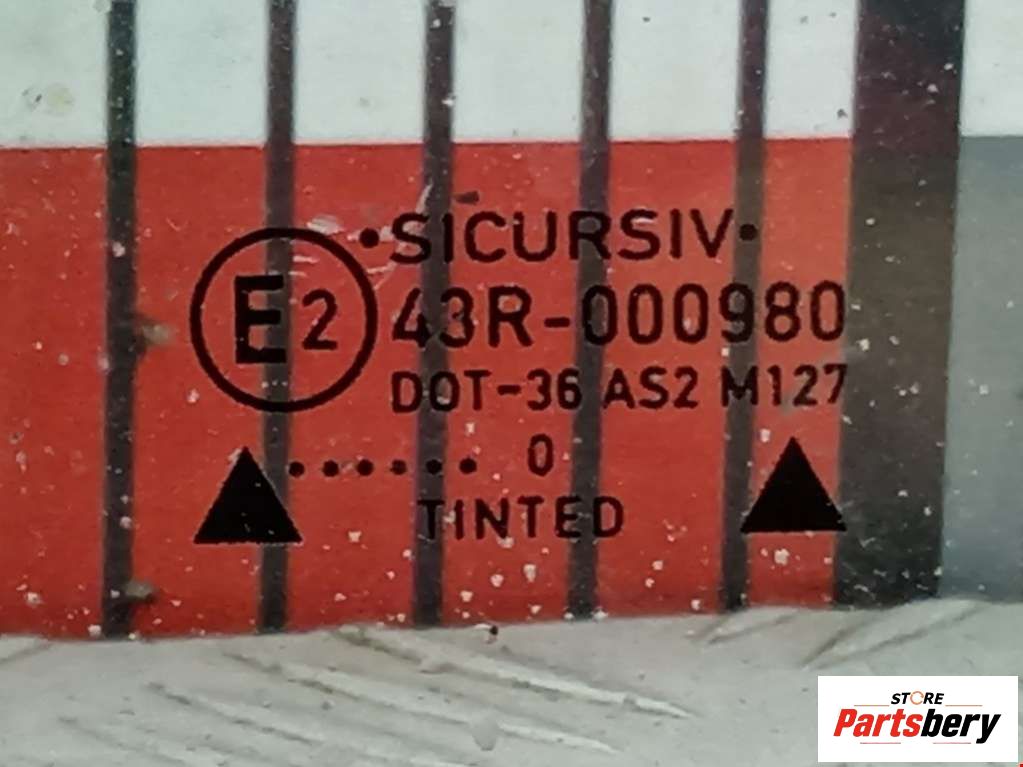 •SICURSIV•
E2
43R-000980
DOT-36 AS2 M127
...... 0
TINTED
STORE
Partsbery